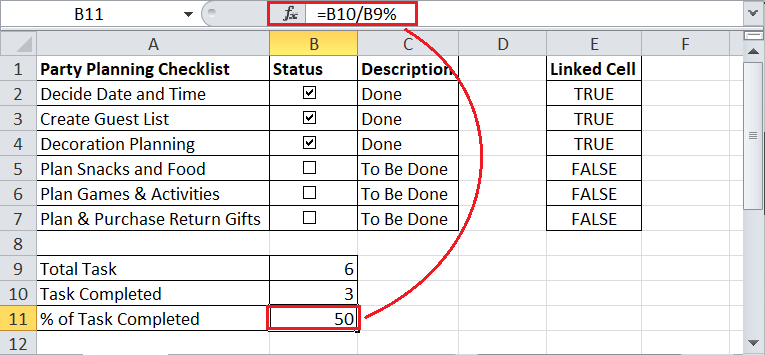 B11 fx =B10/B9%
A B C D E F
1 Party Planning Checklist Status Description Linked Cell
2 Decide Date and Time Done TRUE
3 Create Guest List Done TRUE
4 Decoration Planning Done TRUE
5 Plan Snacks and Food To Be Done FALSE
6 Plan Games & Activities To Be Done FALSE
7 Plan & Purchase Return Gifts To Be Done FALSE
8
9 Total Task 6
10 Task Completed 3
11 % of Task Completed 50
12